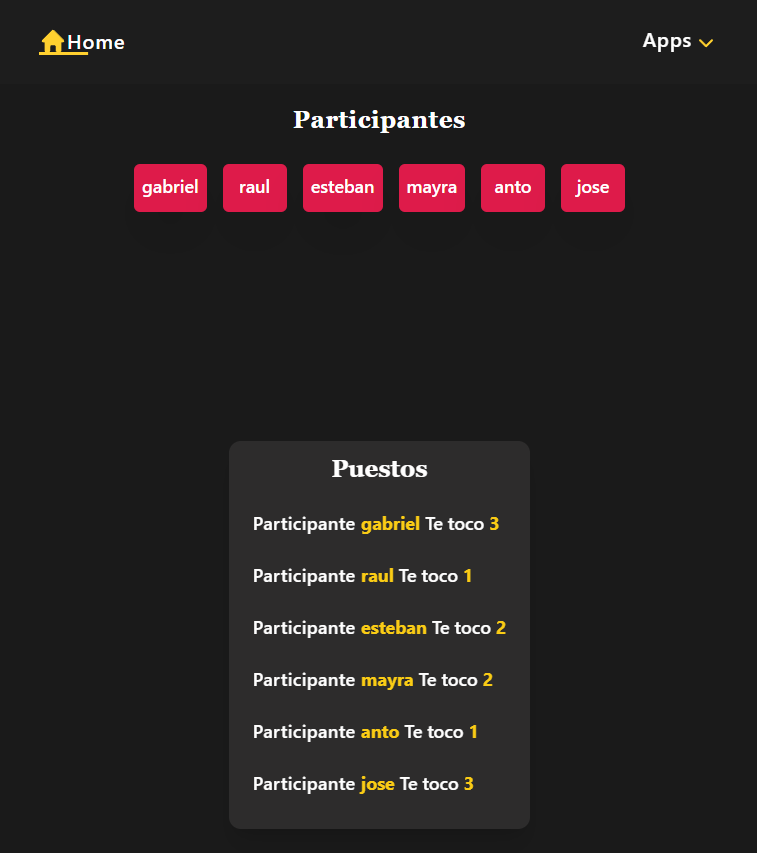 Home Apps
Participantes
gabriel raul esteban mayra anto jose
Puestos
Participante gabriel Te toco 3
Participante raul Te toco 1
Participante esteban Te toco 2
Participante mayra Te toco 2
Participante anto Te toco 1
Participante jose Te toco 3